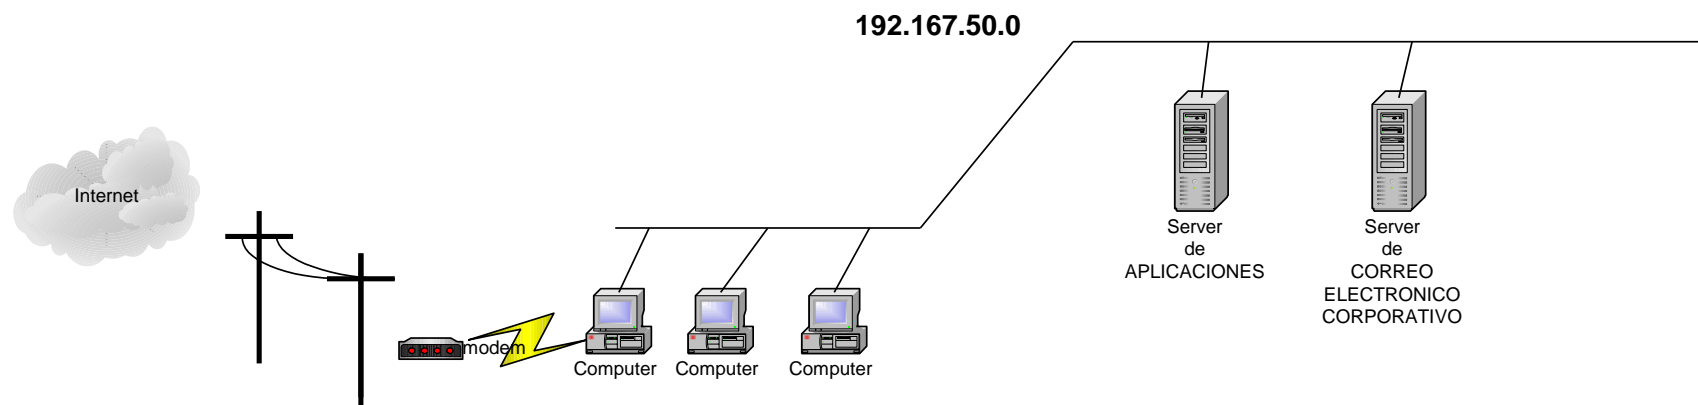 192.167.50.0
Internet
modem
Computer
Computer
Computer
Server
de
APLICACIONES
Server
de
CORREO
ELECTRONICO
CORPORATIVO